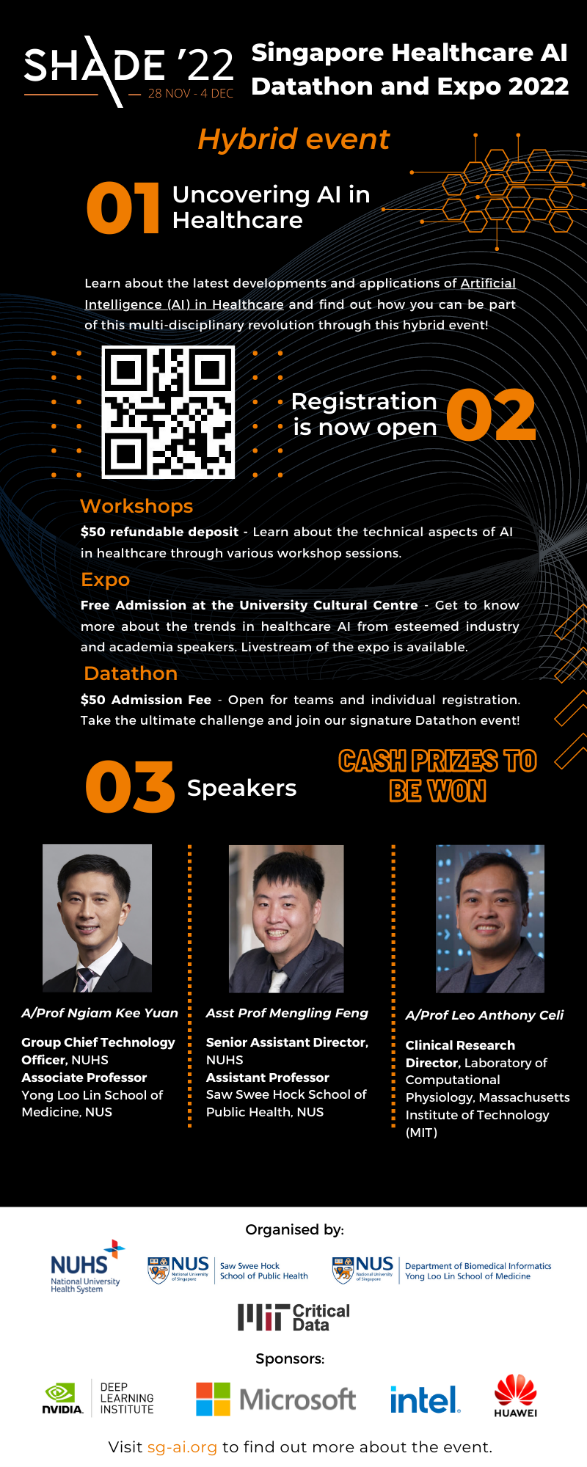 SHADE '22
28 NOV - 4 DEC
Singapore Healthcare AI
Datathon and Expo 2022
Hybrid event
01
Uncovering AI in
Healthcare
Learn about the latest developments and applications of Artificial
Intelligence (AI) in Healthcare and find out how you can be part
of this multi-disciplinary revolution through this hybrid event!
Registration
is now open
02
Workshops
$50 refundable deposit - Learn about the technical aspects of AI
in healthcare through various workshop sessions.
Expo
Free Admission at the University Cultural Centre - Get to know
more about the trends in healthcare AI from esteemed industry
and academia speakers. Livestream of the expo is available.
Datathon
$50 Admission Fee - Open for teams and individual registration.
Take the ultimate challenge and join our signature Datathon event!
03
Speakers
CASH PRIZES TO
BE WON
A/Prof Ngiam Kee Yuan
Group Chief Technology
Officer, NUHS
Associate Professor
Yong Loo Lin School of
Medicine, NUS
Asst Prof Mengling Feng
Senior Assistant Director,
NUHS
Assistant Professor
Saw Swee Hock School of
Public Health, NUS
A/Prof Leo Anthony Celi
Clinical Research
Director, Laboratory of
Computational
Physiology, Massachusetts
Institute of Technology
(MIT)
Organised by:
NUHS
National University
Health System
NUS
National University
of Singapore
Saw Swee Hock
School of Public Health
NUS
National University
of Singapore
Department of Biomedical Informatics
Yong Loo Lin School of Medicine
MIT Critical
Data
Sponsors:
NVIDIA.
DEEP
LEARNING
INSTITUTE
Microsoft
intel.
HUAWEI
Visit sg-ai.org to find out more about the event.